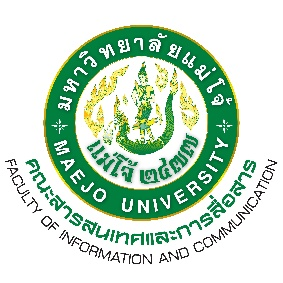 มหาวิทยาลัยแม่โจ้
แม่โจ้ ๒๔๗๗
MAEJO UNIVERSITY
คณะสารสนเทศและการสื่อสาร
FACULTY OF INFORMATION AND COMMUNICATION